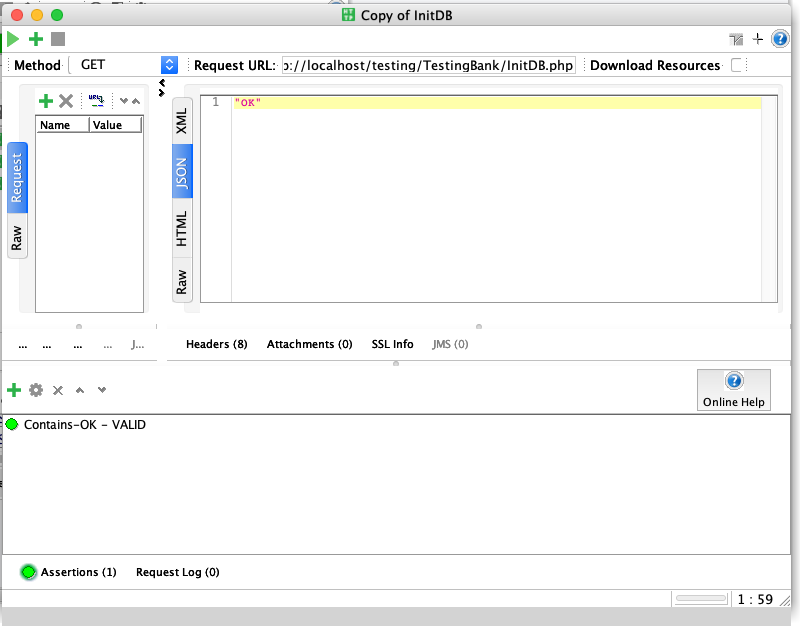 Copy of InitDB
Method GET Request URL: ɔ://localhost/testing/TestingBank/InitDB.php Download Resources
URL
Name Value
Request
Raw
XML
JSON
HTML
Raw
1 "OK"
... ... ... ... J...
Headers (8) Attachments (0) SSL Info JMS (0)
Online Help
Contains-OK - VALID
Assertions (1) Request Log (0)
1 : 59